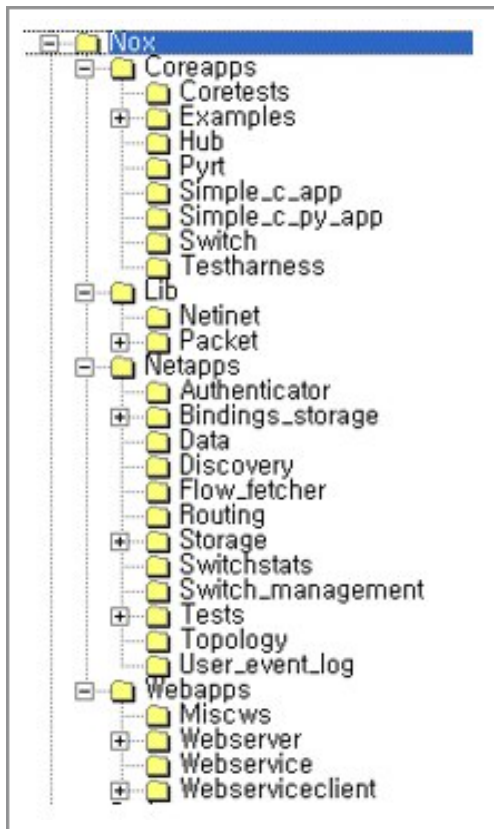 Nox
Coreapps
Coretests
Examples
Hub
Pyrt
Simple_c_app
Simple_c_py_app
Switch
Testharness
Lib
Netinet
Packet
Netapps
Authenticator
Bindings_storage
Data
Discovery
Flow_fetcher
Routing
Storage
Switchstats
Switch_management
Tests
Topology
User_event_log
Webapps
Miscws
Webserver
Webservice
Webserviceclient